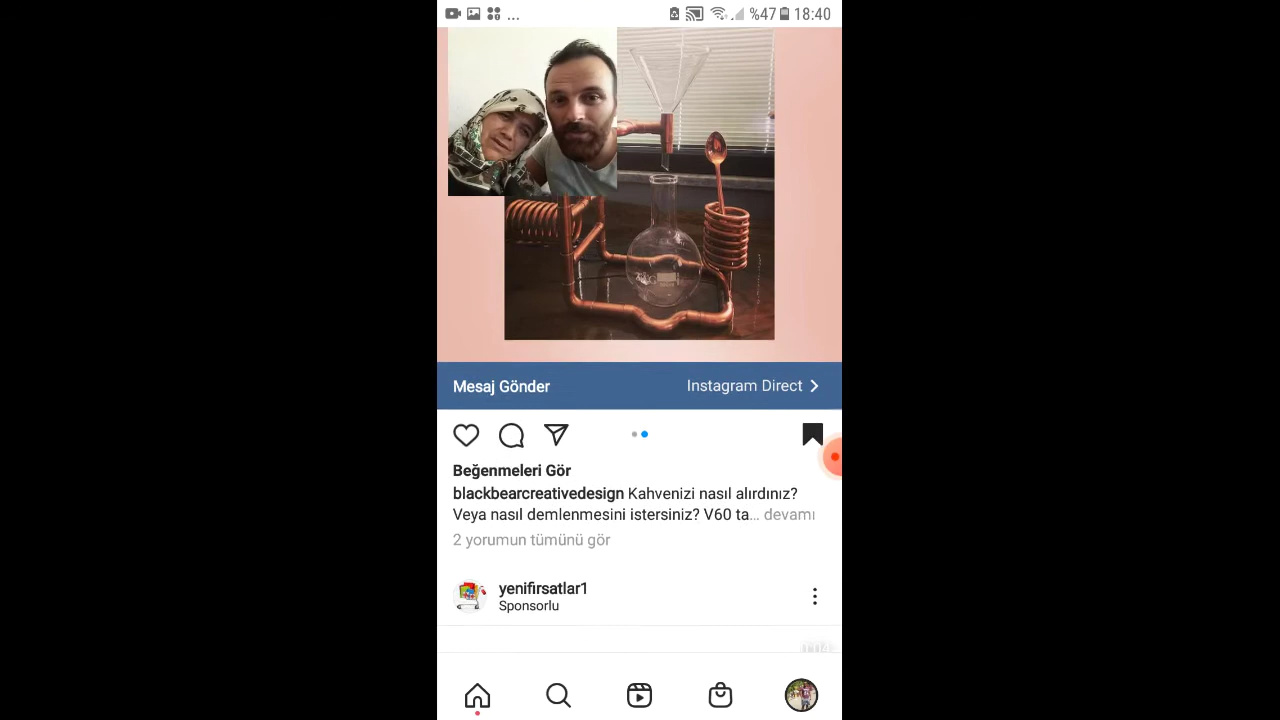 ... %47 18:40
Mesaj Gönder Instagram Direct
Beğenmeleri Gör
blackbearcreativedesign Kahvenizi nasıl alırdınız?
Veya nasıl demlenmesini istersiniz? V60 ta... devamı
2 yorumun tümünü gör
yenifirsatlar1
Sponsorlu